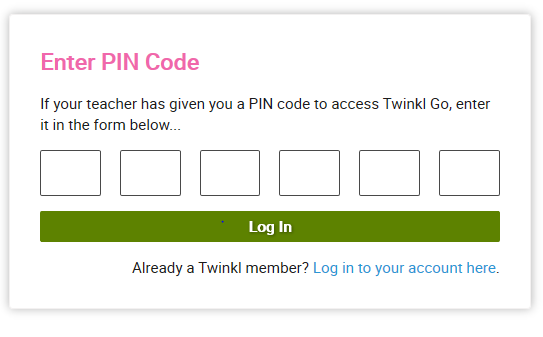 Enter PIN Code
If your teacher has given you a PIN code to access Twinkl Go, enter
it in the form below...
Log In
Already a Twinkl member? Log in to your account here.